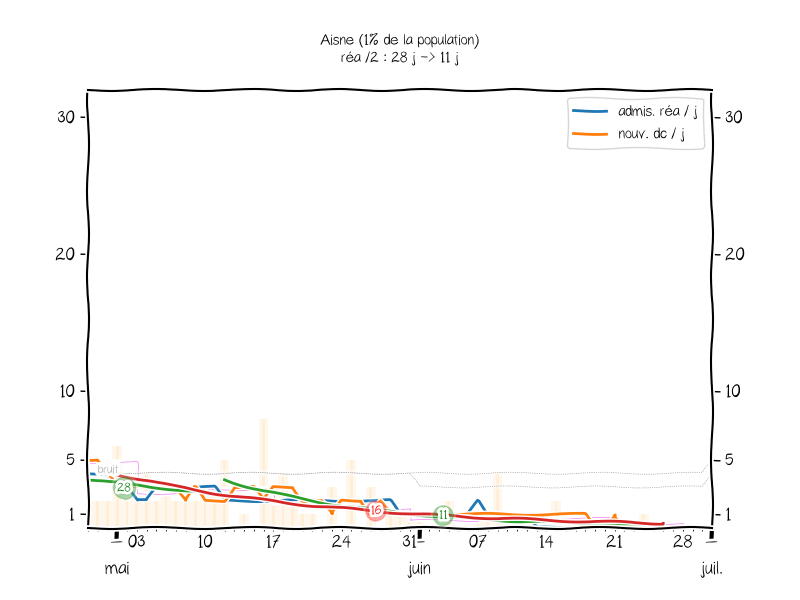 Aisne (1% de la population)
réa /2 : 28 j -> 11 j
admis. réa / j
nouv. dc / j
30
30
20
20
10
10
5
5
bruit
28
16
11
1
1
03
10
17
24
31
07
14
21
28
mai
juin
juil.